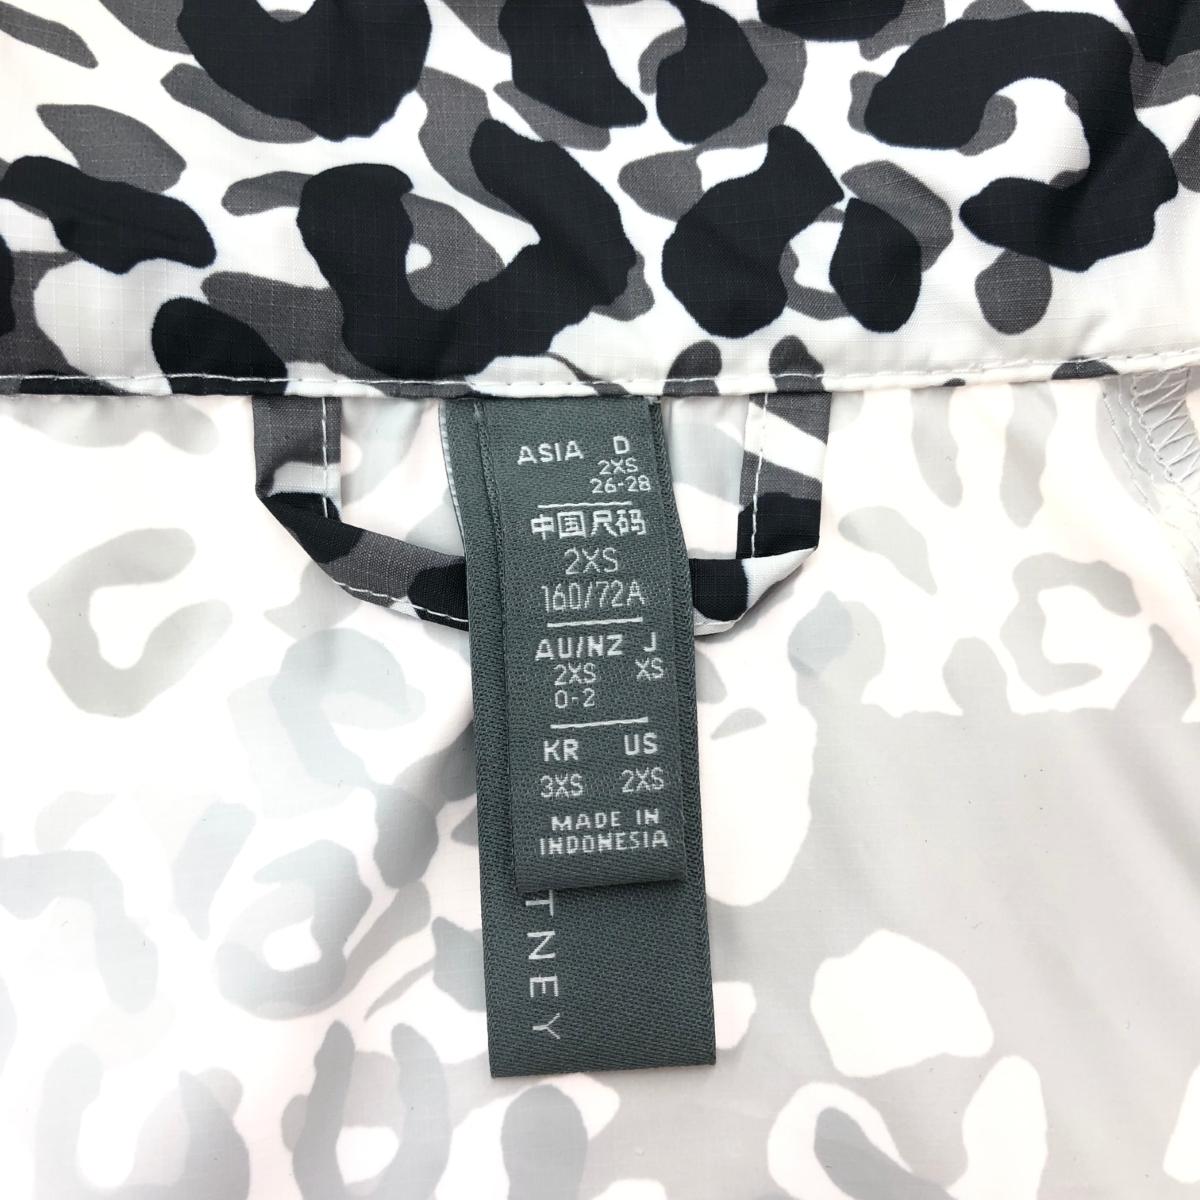 ASIA D
2XS
26-28
中国尺码
2XS
160/72A
AU/NZ J
2XS XS
0-2
KR US
3XS 2XS
MADE IN
INDONESIA
TNEY